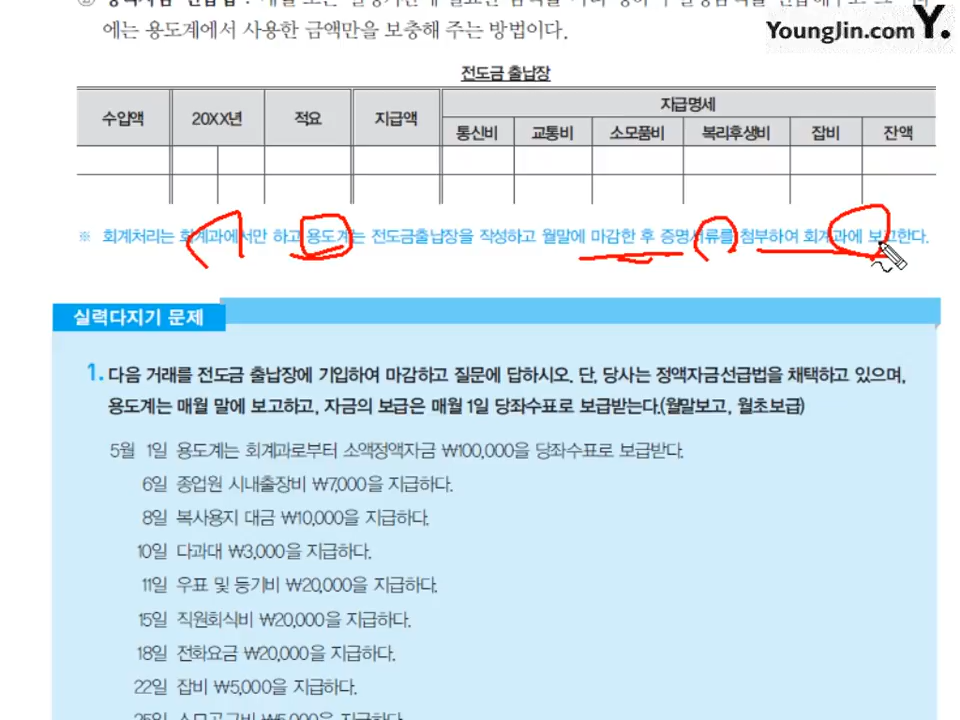 에는 용도계에서 사용한 금액만을 보충해 주는 방법이다.
YoungJin.com Y.
전도금 출납장
수입액 20XX년 적요 지급액 지급명세
통신비 교통비 소모품비 복리후생비 잡비 잔액
※ 회계처리는 회계과에서만 하고 용도계는 전도금출납장을 작성하고 월말에 마감한 후 증명서류를 첨부하여 회계과에 보고한다.
실력다지기 문제
1. 다음 거래를 전도금 출납장에 기입하여 마감하고 질문에 답하시오. 단, 당사는 정액자금선급법을 채택하고 있으며,
용도계는 매월 말에 보고하고, 자금의 보급은 매월 1일 당좌수표로 보급받는다.(월말보고, 월초보급)
5월 1일 용도계는 회계과로부터 소액정액자금 ₩100,000을 당좌수표로 보급받다.
6일 종업원 시내출장비 ₩7,000을 지급하다.
8일 복사용지 대금 ₩10,000을 지급하다.
10일 다과대 ₩3,000을 지급하다.
11일 우표 및 등기비 ₩20,000을 지급하다.
15일 직원회식비 ₩20,000을 지급하다.
18일 전화요금 ₩20,000을 지급하다.
22일 잡비 ₩5,000을 지급하다.